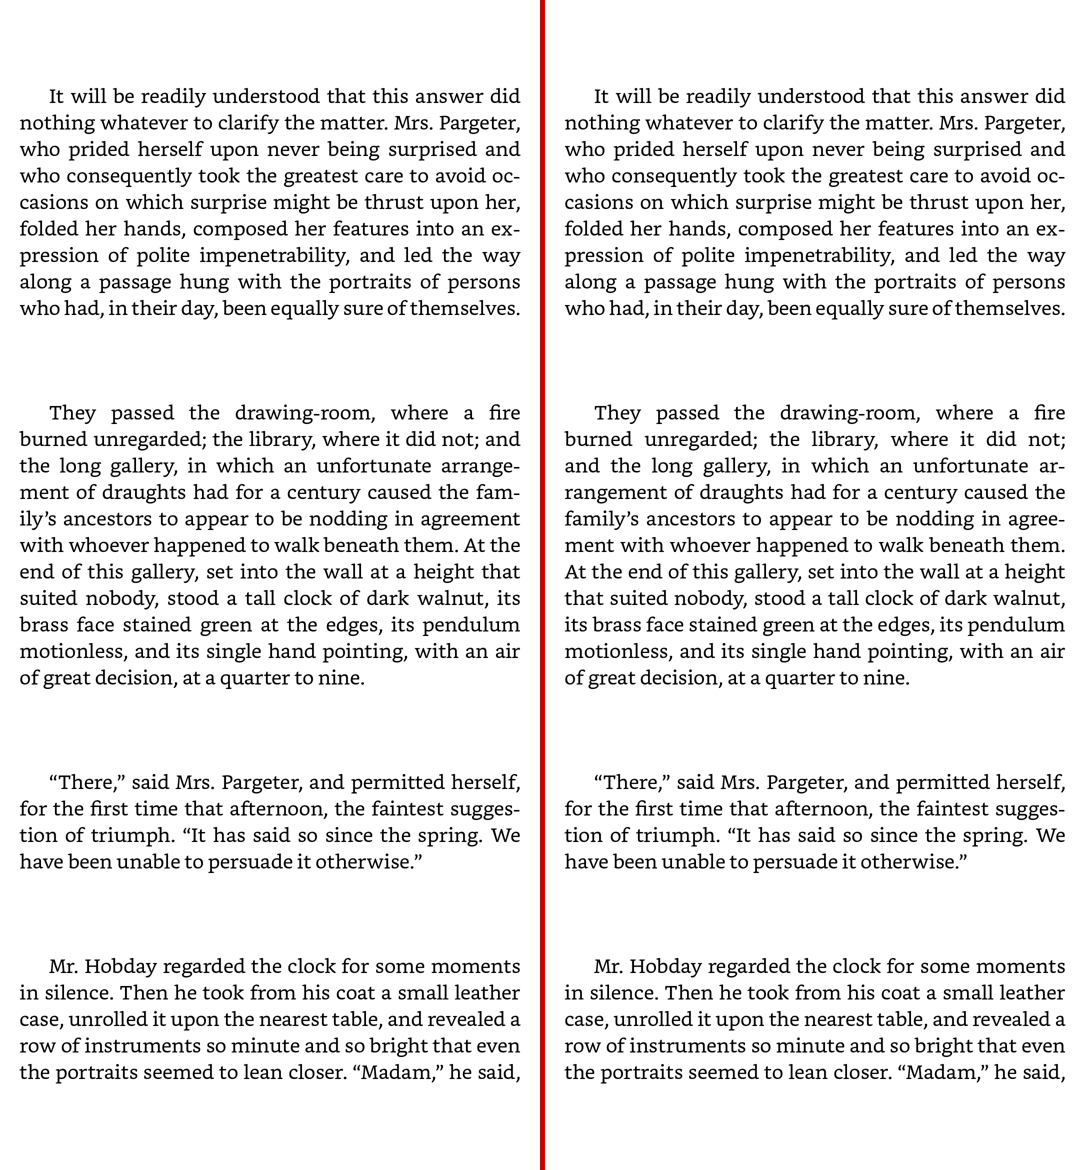 It will be readily understood that this answer did
nothing whatever to clarify the matter. Mrs. Pargeter,
who prided herself upon never being surprised and
who consequently took the greatest care to avoid oc-
casions on which surprise might be thrust upon her,
folded her hands, composed her features into an ex-
pression of polite impenetrability, and led the way
along a passage hung with the portraits of persons
who had, in their day, been equally sure of themselves.
They passed the drawing-room, where a fire
burned unregarded; the library, where it did not; and
the long gallery, in which an unfortunate arrange-
ment of draughts had for a century caused the fam-
ily’s ancestors to appear to be nodding in agreement
with whoever happened to walk beneath them. At the
end of this gallery, set into the wall at a height that
suited nobody, stood a tall clock of dark walnut, its
brass face stained green at the edges, its pendulum
motionless, and its single hand pointing, with an air
of great decision, at a quarter to nine.
“There,” said Mrs. Pargeter, and permitted herself,
for the first time that afternoon, the faintest sugges-
tion of triumph. “It has said so since the spring. We
have been unable to persuade it otherwise.”
Mr. Hobday regarded the clock for some moments
in silence. Then he took from his coat a small leather
case, unrolled it upon the nearest table, and revealed a
row of instruments so minute and so bright that even
the portraits seemed to lean closer. “Madam,” he said,
It will be readily understood that this answer did
nothing whatever to clarify the matter. Mrs. Pargeter,
who prided herself upon never being surprised and
who consequently took the greatest care to avoid oc-
casions on which surprise might be thrust upon her,
folded her hands, composed her features into an ex-
pression of polite impenetrability, and led the way
along a passage hung with the portraits of persons
who had, in their day, been equally sure of themselves.
They passed the drawing-room, where a fire
burned unregarded; the library, where it did not;
and the long gallery, in which an unfortunate ar-
rangement of draughts had for a century caused the
family’s ancestors to appear to be nodding in agree-
ment with whoever happened to walk beneath them.
At the end of this gallery, set into the wall at a height
that suited nobody, stood a tall clock of dark walnut,
its brass face stained green at the edges, its pendulum
motionless, and its single hand pointing, with an air
of great decision, at a quarter to nine.
“There,” said Mrs. Pargeter, and permitted herself,
for the first time that afternoon, the faintest sugges-
tion of triumph. “It has said so since the spring. We
have been unable to persuade it otherwise.”
Mr. Hobday regarded the clock for some moments
in silence. Then he took from his coat a small leather
case, unrolled it upon the nearest table, and revealed a
row of instruments so minute and so bright that even
the portraits seemed to lean closer. “Madam,” he said,